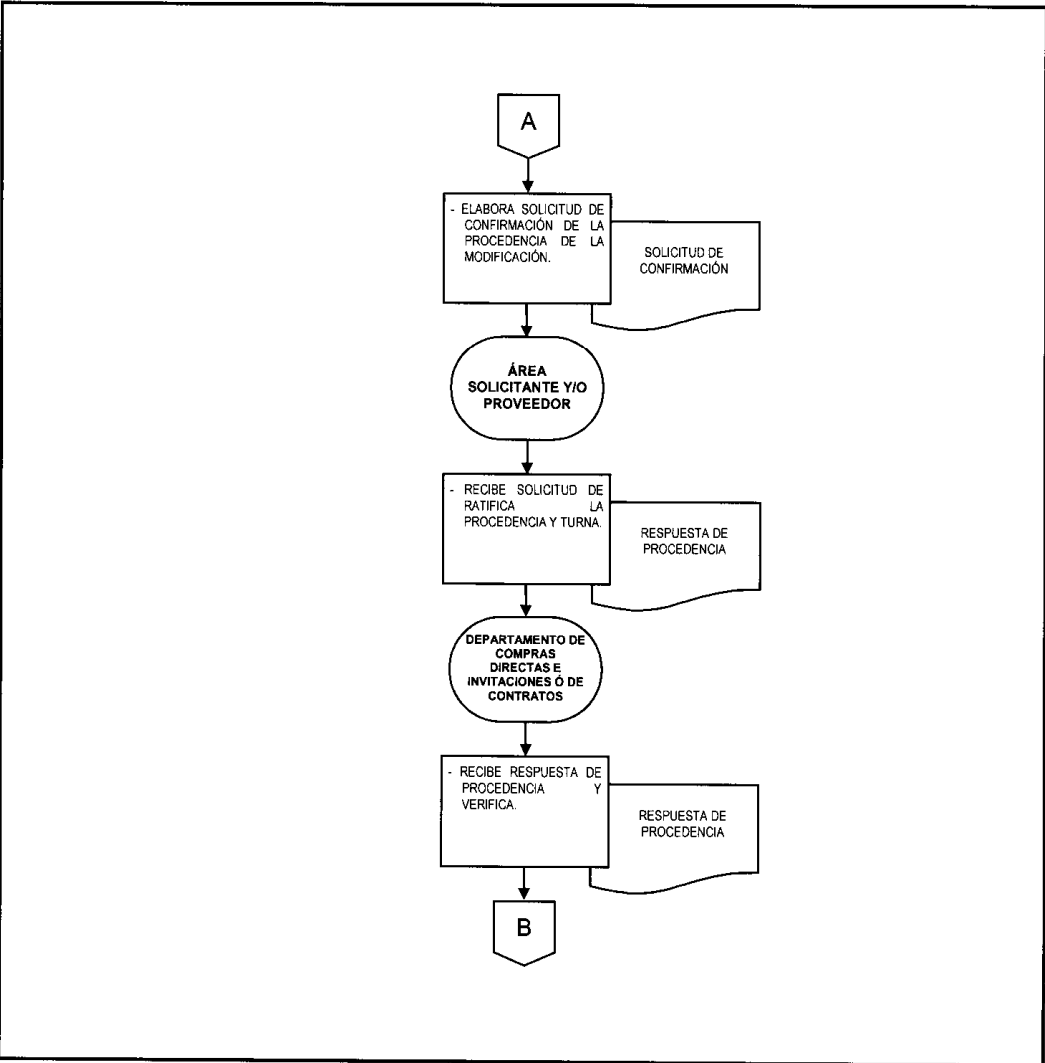 A
- ELABORA SOLICITUD DE
CONFIRMACIÓN DE LA
PROCEDENCIA DE LA
MODIFICACIÓN.
SOLICITUD DE
CONFIRMACIÓN
ÁREA
SOLICITANTE Y/O
PROVEEDOR
- RECIBE SOLICITUD DE
RATIFICA LA
PROCEDENCIA Y TURNA.
RESPUESTA DE
PROCEDENCIA
DEPARTAMENTO DE
COMPRAS
DIRECTAS E
INVITACIONES Ó DE
CONTRATOS
- RECIBE RESPUESTA DE
PROCEDENCIA Y
VERIFICA.
RESPUESTA DE
PROCEDENCIA
B